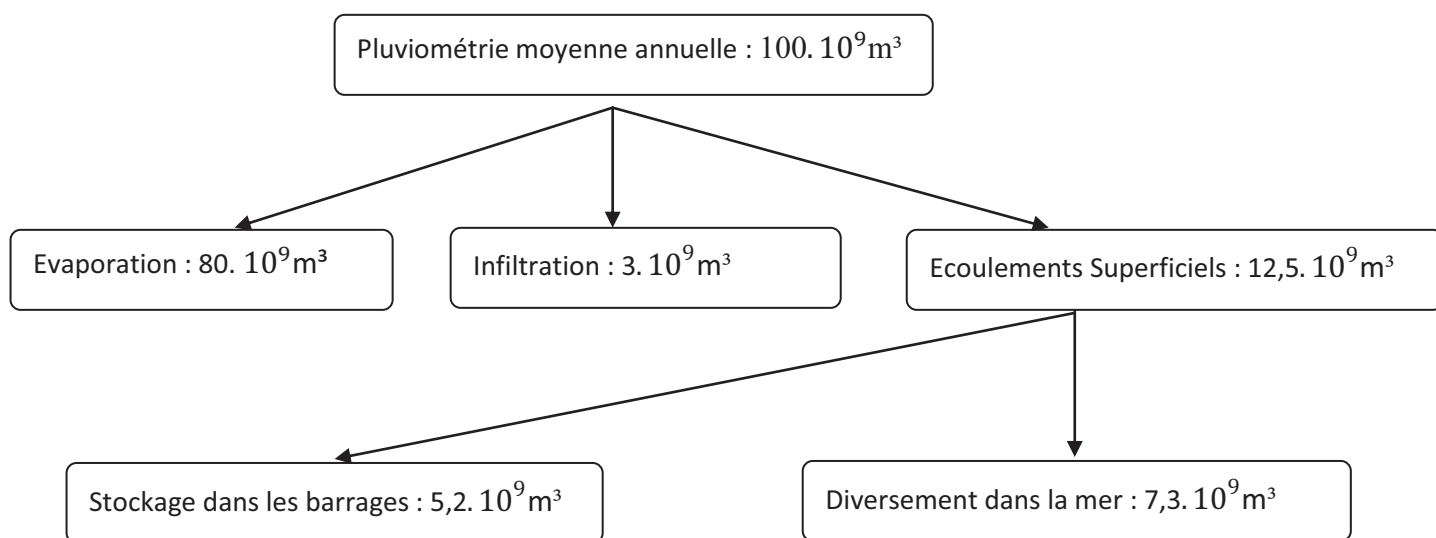 Pluviométrie moyenne annuelle : 100. 10⁹m³
Evaporation : 80. 10⁹m³
Infiltration : 3. 10⁹m³
Ecoulements Superficiels : 12,5. 10⁹m³
Stockage dans les barrages : 5,2. 10⁹m³
Diversement dans la mer : 7,3. 10⁹m³